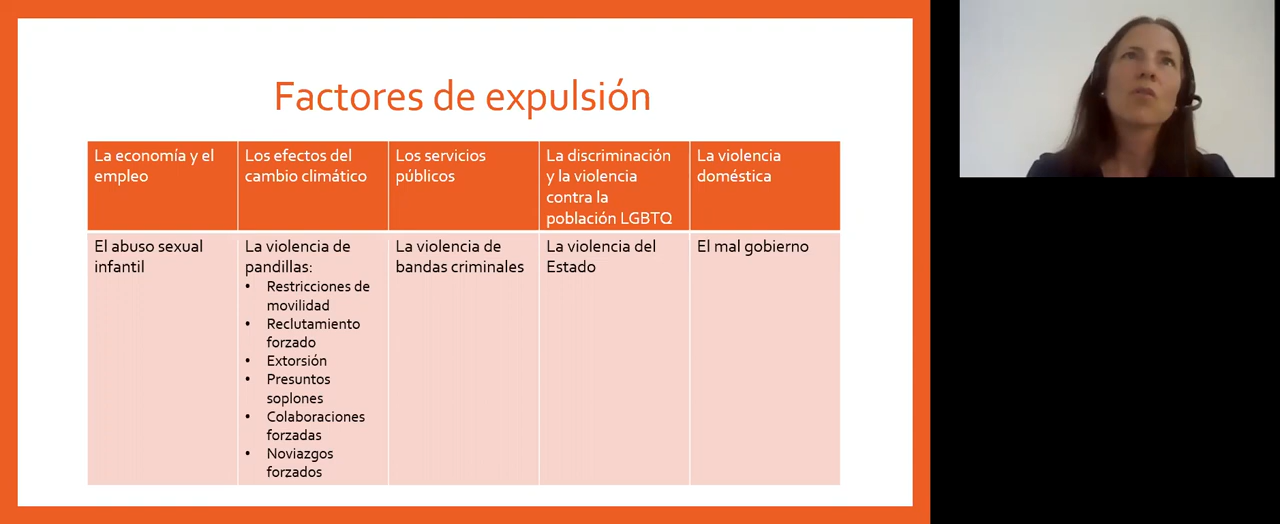 Factores de expulsión
La economía y el
empleo
Los efectos del
cambio climático
Los servicios
públicos
La discriminación
y la violencia
contra la
población LGBTQ
La violencia
doméstica
El abuso sexual
infantil
La violencia de
pandillas:
• Restricciones de
movilidad
• Reclutamiento
forzado
• Extorsión
• Presuntos
soplones
• Colaboraciones
forzadas
• Noviazgos
forzados
La violencia de
bandas criminales
La violencia del
Estado
El mal gobierno